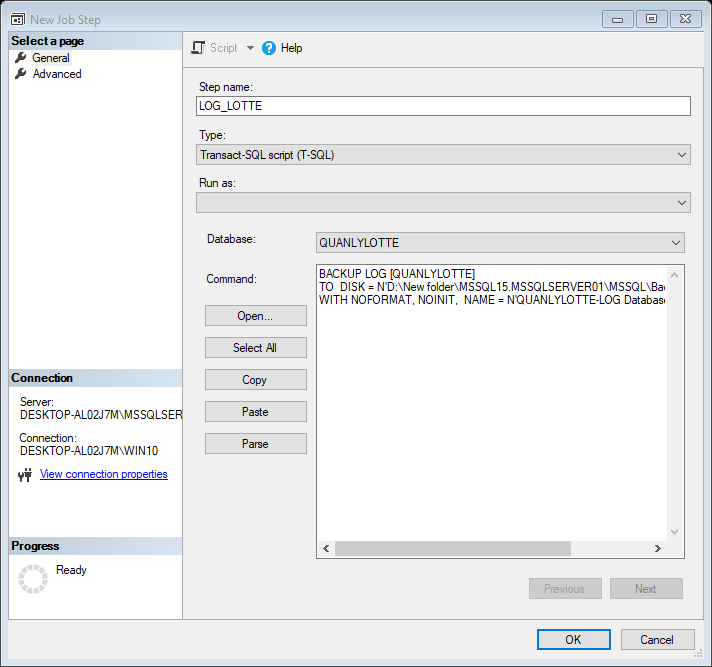 New Job Step
Select a page
General
Advanced
Script
Help
Step name:
LOG_LOTTE
Type:
Transact-SQL script (T-SQL)
Run as:
Database:
QUANLYLOTTE
Command:
BACKUP LOG [QUANLYLOTTE]
TO  DISK = N'D:\New folder\MSSQL15.MSSQLSERVER01\MSSQL\Bac
WITH NOFORMAT, NOINIT,  NAME = N'QUANLYLOTTE-LOG Database
Open...
Select All
Copy
Paste
Parse
Connection
Server:
DESKTOP-AL02J7M\MSSQLSER
Connection:
DESKTOP-AL02J7M\WIN10
View connection properties
Progress
Ready
Previous
Next
OK
Cancel